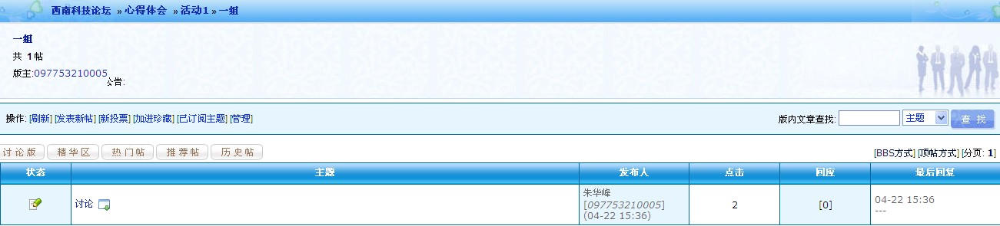 西南科技论坛 »心得体会 »活动1 »一组
一组
共 1帖
版主:097753210005
公告:
操作: [刷新] [发表新帖] [新投票] [加进珍藏] [已订阅主题] [管理]
版内文章查找: 主题 查 找
讨论版 精华区 热门帖 推荐帖 历史帖
[BBS方式] [顶帖方式] [分页: 1]
状态 主题 发布人 点击 回应 最后回复
讨论 朱华峰 [097753210005] (04-22 15:36) 2 [0] 04-22 15:36 ---